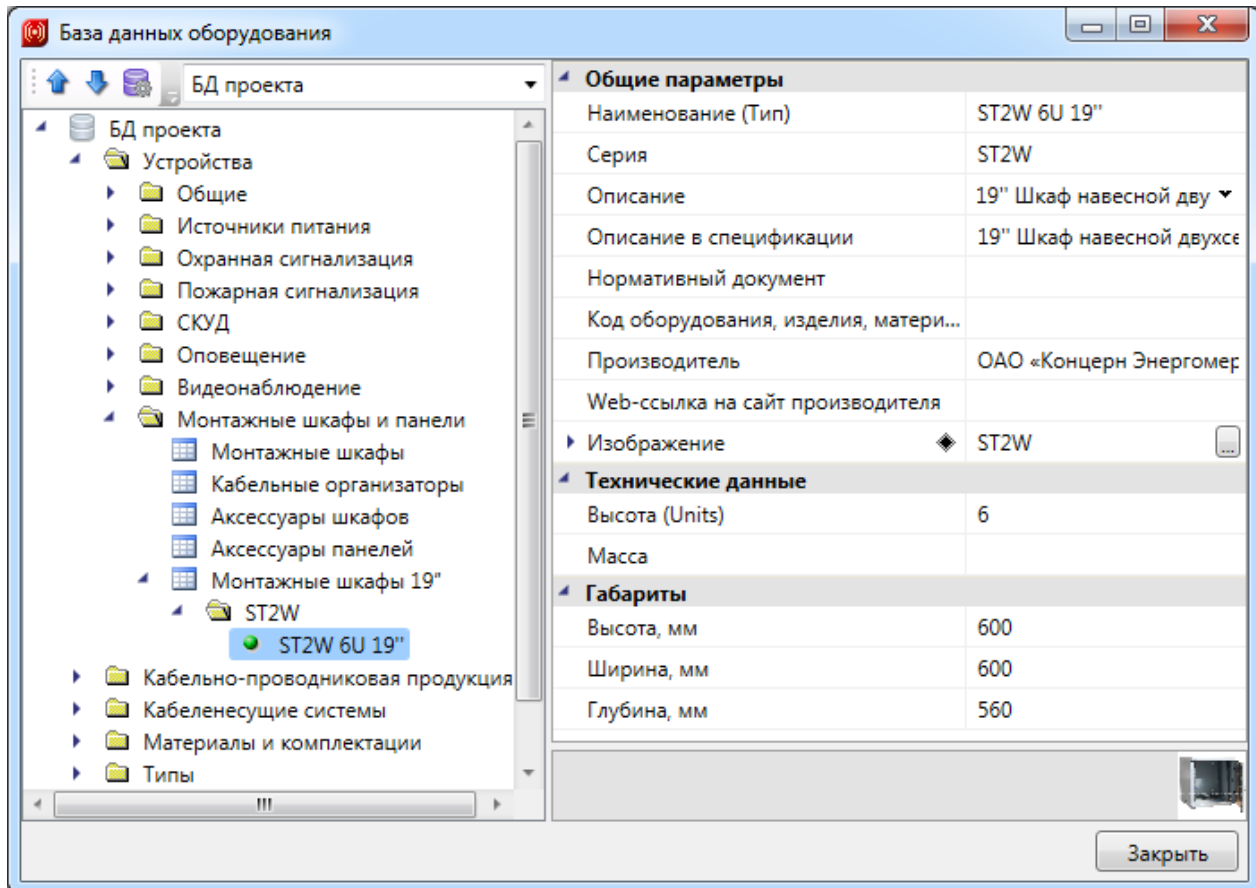 База данных оборудования
БД проекта
БД проекта
Устройства
Общие
Источники питания
Охранная сигнализация
Пожарная сигнализация
СКУД
Оповещение
Видеонаблюдение
Монтажные шкафы и панели
Монтажные шкафы
Кабельные организаторы
Аксессуары шкафов
Аксессуары панелей
Монтажные шкафы 19"
ST2W
ST2W 6U 19''
Кабельно-проводниковая продукция
Кабеленесущие системы
Материалы и комплектации
Типы
Общие параметры
Наименование (Тип) ST2W 6U 19''
Серия ST2W
Описание 19'' Шкаф навесной дву
Описание в спецификации 19'' Шкаф навесной двухсе
Нормативный документ
Код оборудования, изделия, матери...
Производитель ОАО «Концерн Энергомер
Web-ссылка на сайт производителя
Изображение ST2W ...
Технические данные
Высота (Units) 6
Масса
Габариты
Высота, мм 600
Ширина, мм 600
Глубина, мм 560
Закрыть